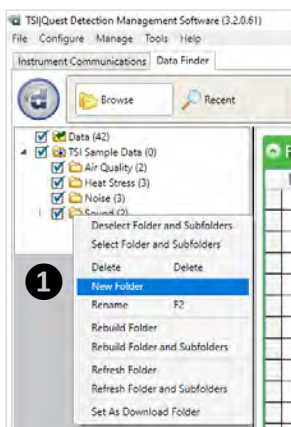 TSI|Quest Detection Management Software (3.2.0.61)
File Configure Manage Tools Help
Instrument Communications Data Finder
Browse Recent
Data (42)
TSI Sample Data (0)
Air Quality (2)
Heat Stress (3)
Noise (3)
Sound (2)
Deselect Folder and Subfolders
Select Folder and Subfolders
Delete Delete
1 New Folder
Rename F2
Rebuild Folder
Rebuild Folder and Subfolders
Refresh Folder
Refresh Folder and Subfolders
Set As Download Folder